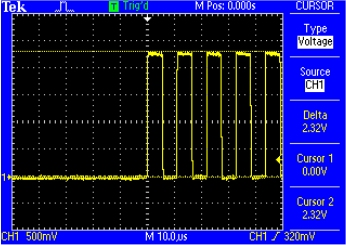 Tek Trig'd M Pos: 0.000s CURSOR
Type
Voltage
Source
CH1
Delta
2.32V
Cursor 1
0.00V
Cursor 2
2.32V
1
CH1 500mV M 10.0us CH1 320mV